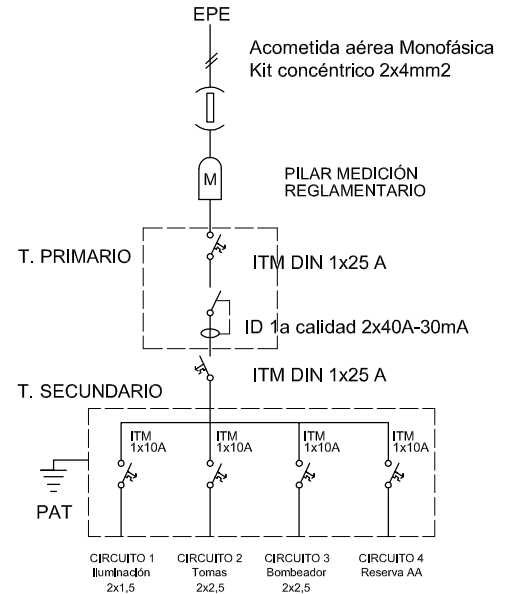 EPE
Acometida aérea Monofásica
Kit concéntrico 2x4mm2
M
PILAR MEDICIÓN
REGLAMENTARIO
T. PRIMARIO
ITM DIN 1x25 A
ID 1a calidad 2x40A-30mA
ITM DIN 1x25 A
T. SECUNDARIO
ITM
1x10A
ITM
1x10A
ITM
1x10A
ITM
1x10A
PAT
CIRCUITO 1
Iluminación
2x1,5
CIRCUITO 2
Tomas
2x2,5
CIRCUITO 3
Bombeador
2x2,5
CIRCUITO 4
Reserva AA